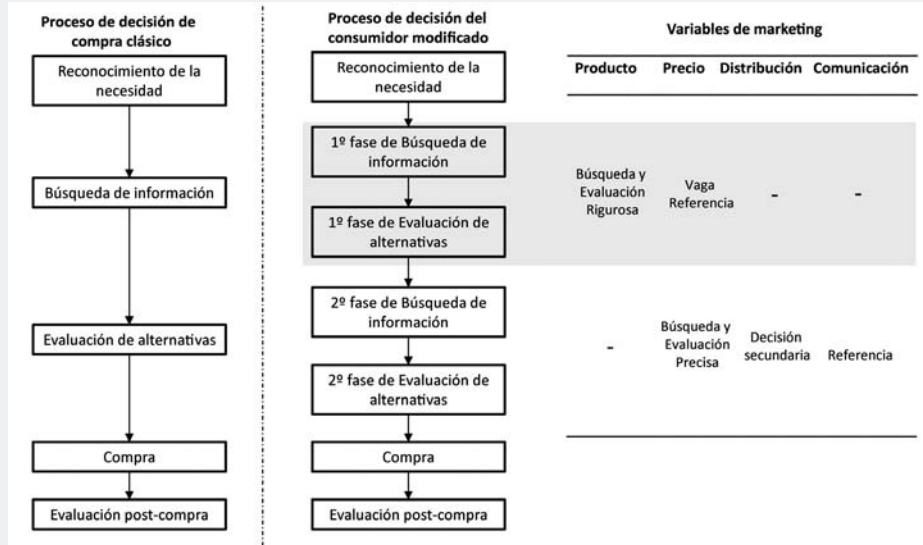 Proceso de decisión de
compra clásico
Reconocimiento de la
necesidad
Búsqueda de información
Evaluación de alternativas
Compra
Evaluación post-compra
Proceso de decisión del
consumidor modificado
Reconocimiento de la
necesidad
1º fase de Búsqueda de
información
1º fase de Evaluación de
alternativas
2º fase de Búsqueda de
información
2º fase de Evaluación de
alternativas
Compra
Evaluación post-compra
Variables de marketing
Producto Precio Distribución Comunicación
Búsqueda y
Evaluación
Rigurosa
Vaga
Referencia
-
-
-
Búsqueda y
Evaluación
Precisa
Decisión
secundaria
Referencia